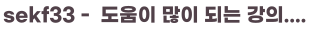 sekf33 - 도움이 많이 되는 강의....